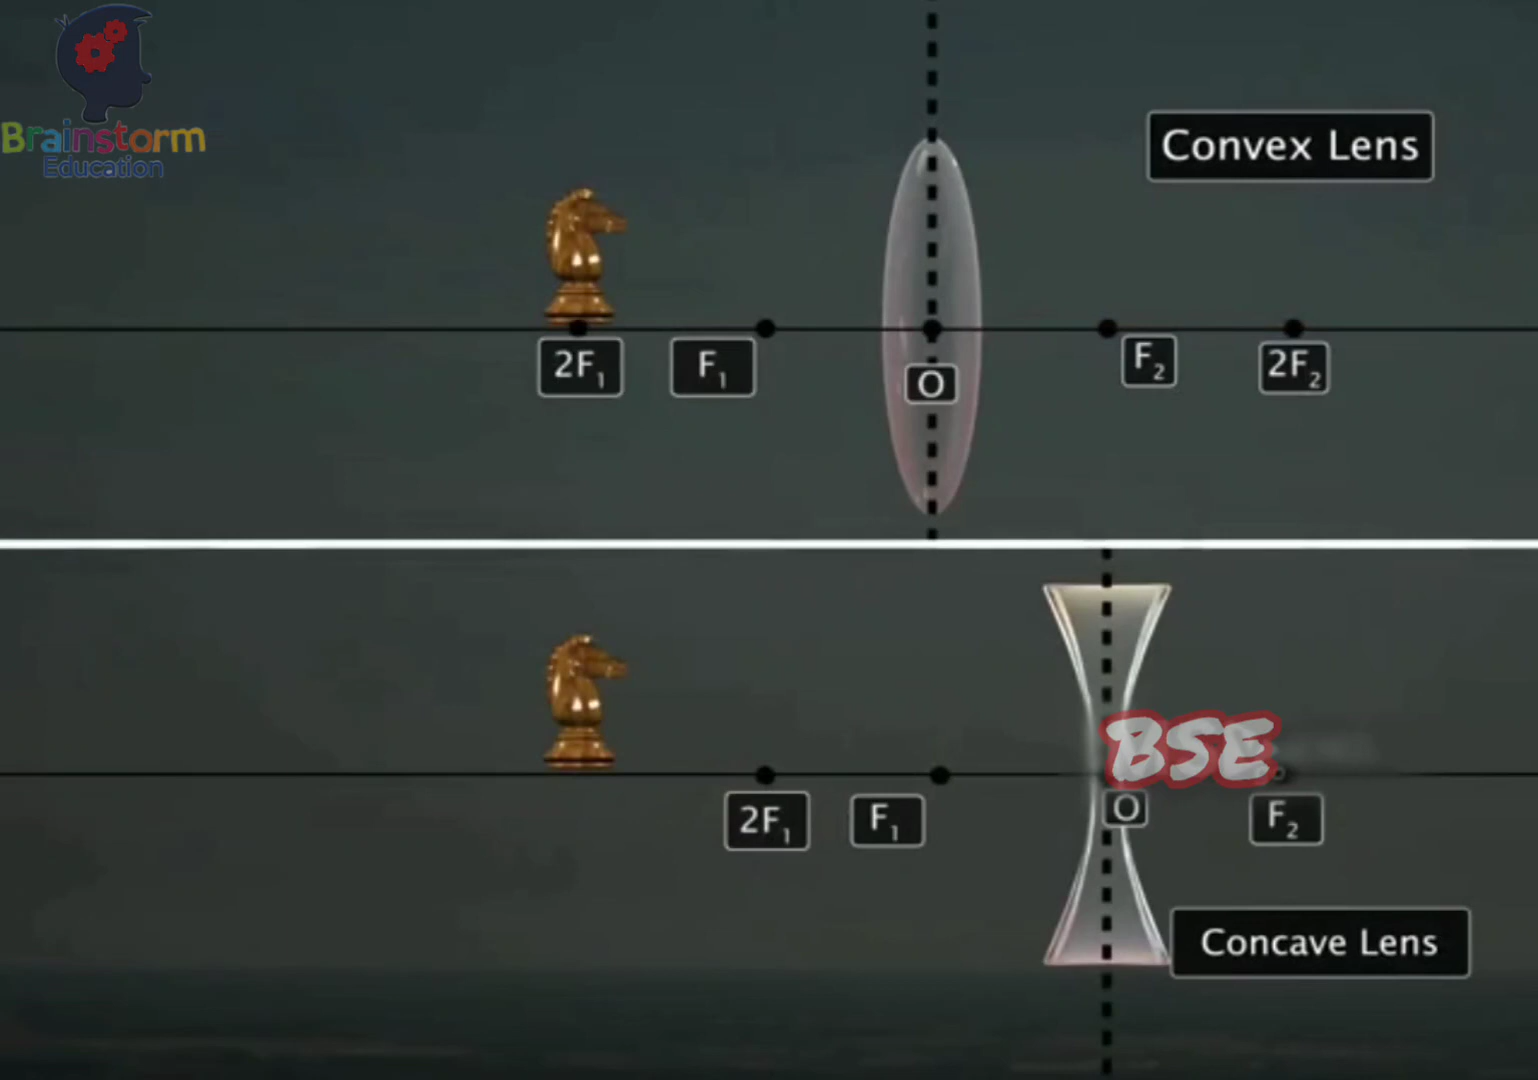 Brainstorm
Education
Convex Lens
2F₁
F₁
O
F₂
2F₂
BSE
2F₁
F₁
O
F₂
Concave Lens